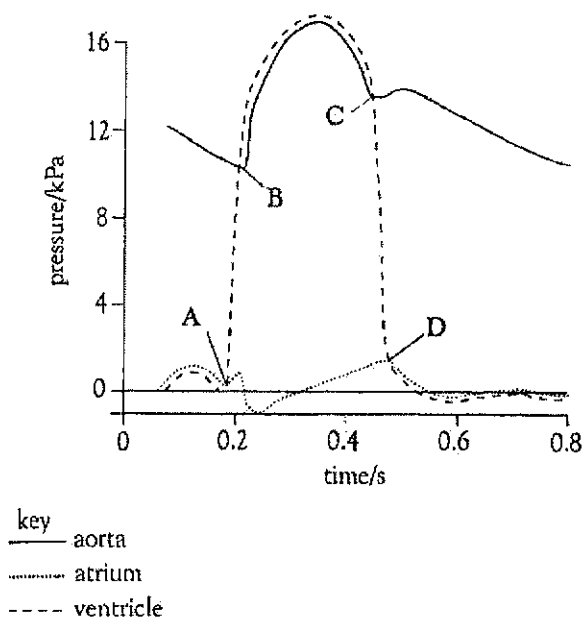 16
12
8
4
0
pressure/kPa
A
B
C
D
0
0.2
0.4
0.6
0.8
time/s
key
aorta
atrium
ventricle